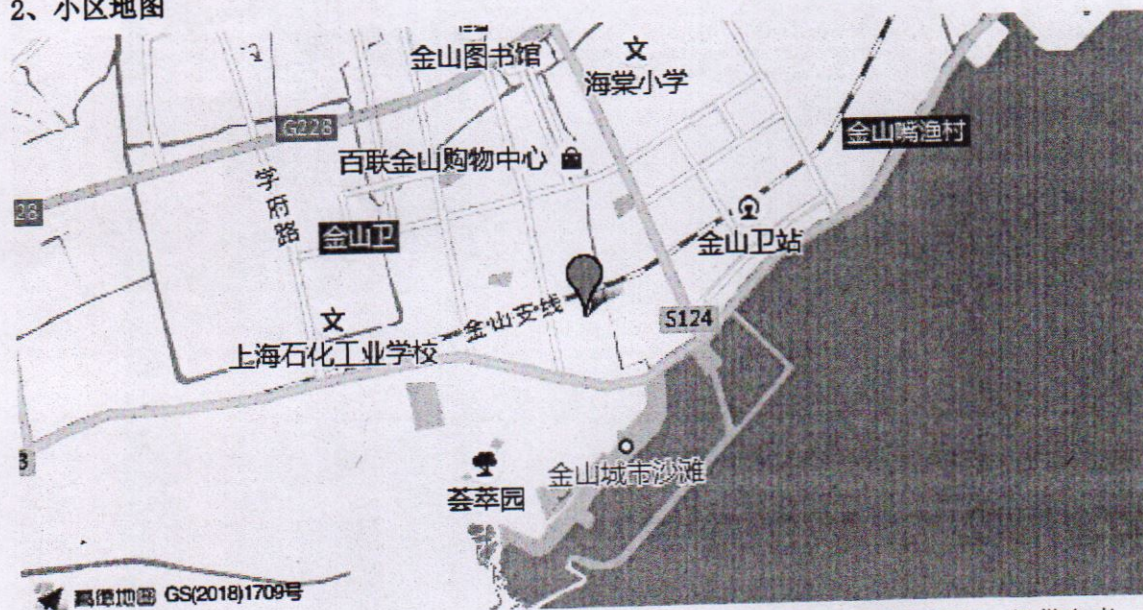 2、小区地图
金山图书馆
文
海棠小学
G228
金山嘴渔村
百联金山购物中心
学府路
28
金山卫
金山卫站
金山支线
S124
文
上海石化工业学校
3
金山城市沙滩
荟萃园
高德地图 GS(2018)1709号